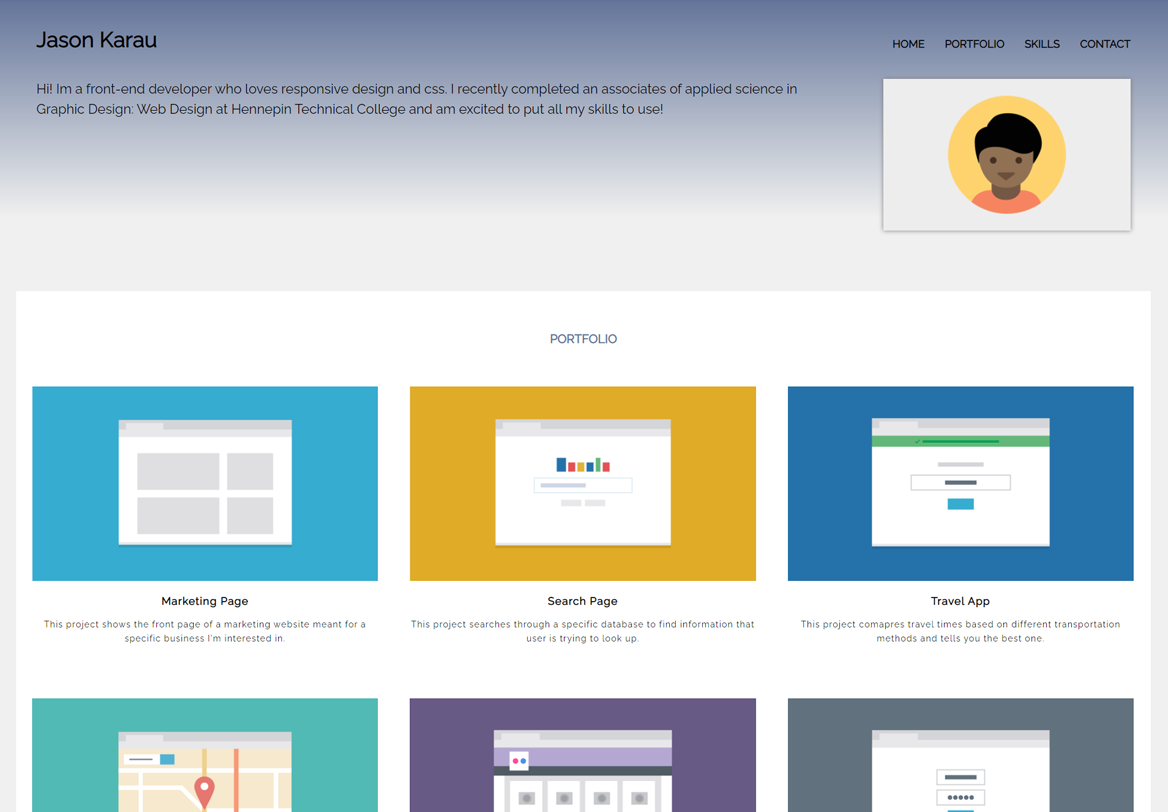 Jason Karau
HOME PORTFOLIO SKILLS CONTACT
Hi! Im a front-end developer who loves responsive design and css. I recently completed an associates of applied science in
Graphic Design: Web Design at Hennepin Technical College and am excited to put all my skills to use!
PORTFOLIO
Marketing Page
This project shows the front page of a marketing website meant for a
specific business I'm interested in.
Search Page
This project searches through a specific database to find information that
user is trying to look up.
Travel App
This project comapres travel times based on different transportation
methods and tells you the best one.